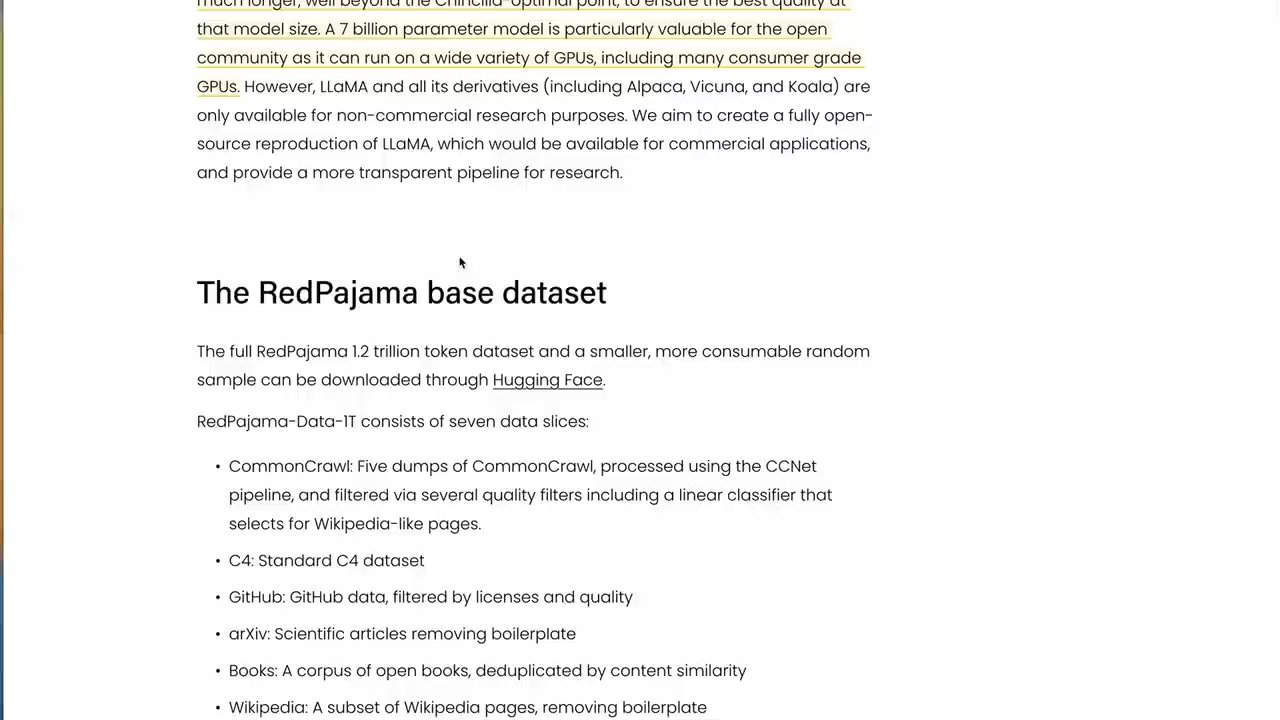 much longer, well beyond the Chincilla-optimal point, to ensure the best quality at
that model size. A 7 billion parameter model is particularly valuable for the open
community as it can run on a wide variety of GPUs, including many consumer grade
GPUs. However, LLaMA and all its derivatives (including Alpaca, Vicuna, and Koala) are
only available for non-commercial research purposes. We aim to create a fully open-
source reproduction of LLaMA, which would be available for commercial applications,
and provide a more transparent pipeline for research.
The RedPajama base dataset
The full RedPajama 1.2 trillion token dataset and a smaller, more consumable random
sample can be downloaded through Hugging Face.
RedPajama-Data-1T consists of seven data slices:
• CommonCrawl: Five dumps of CommonCrawl, processed using the CCNet
pipeline, and filtered via several quality filters including a linear classifier that
selects for Wikipedia-like pages.
• C4: Standard C4 dataset
• GitHub: GitHub data, filtered by licenses and quality
• arXiv: Scientific articles removing boilerplate
• Books: A corpus of open books, deduplicated by content similarity
• Wikipedia: A subset of Wikipedia pages, removing boilerplate